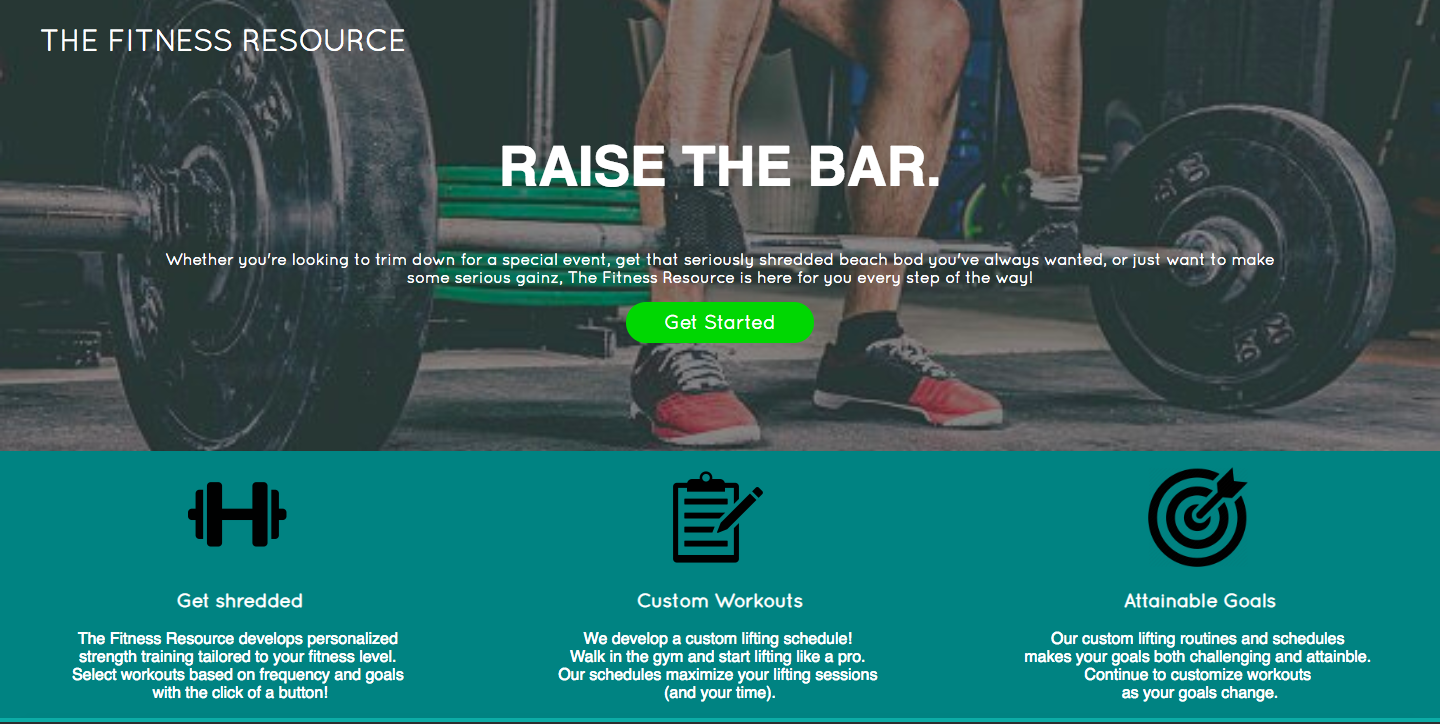 THE FITNESS RESOURCE
RAISE THE BAR.
Whether you're looking to trim down for a special event, get that seriously shredded beach bod you've always wanted, or just want to make
some serious gainz, The Fitness Resource is here for you every step of the way!
Get Started
Get shredded
The Fitness Resource develops personalized
strength training tailored to your fitness level.
Select workouts based on frequency and goals
with the click of a button!
Custom Workouts
We develop a custom lifting schedule!
Walk in the gym and start lifting like a pro.
Our schedules maximize your lifting sessions
(and your time).
Attainable Goals
Our custom lifting routines and schedules
makes your goals both challenging and attainble.
Continue to customize workouts
as your goals change.